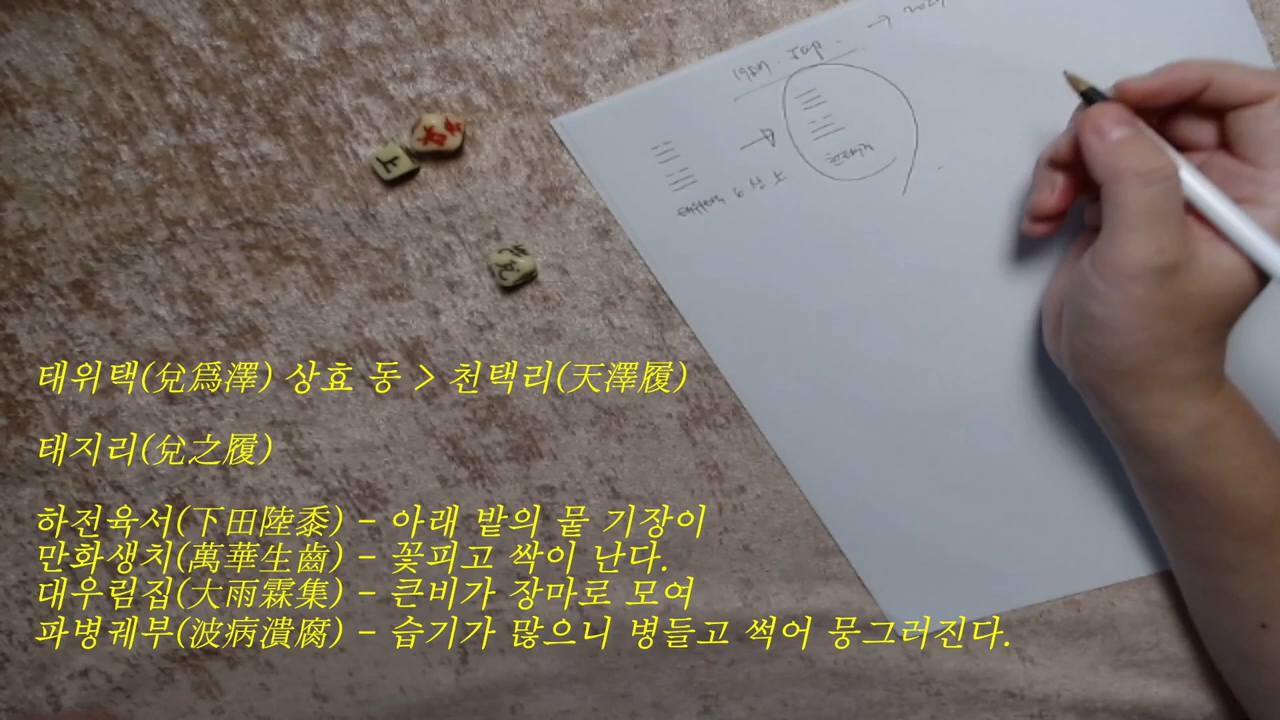 上
兌
태위택(兌爲澤) 상효 동 > 천택리(天澤履)
태지리(兌之履)
하전육서(下田陸黍) - 아래 밭의 뭍 기장이
만화생치(萬華生齒) - 꽃피고 싹이 난다.
대우림집(大雨霖集) - 큰비가 장마로 모여
파병궤부(波病潰腐) - 습기가 많으니 병들고 썩어 뭉그러진다.